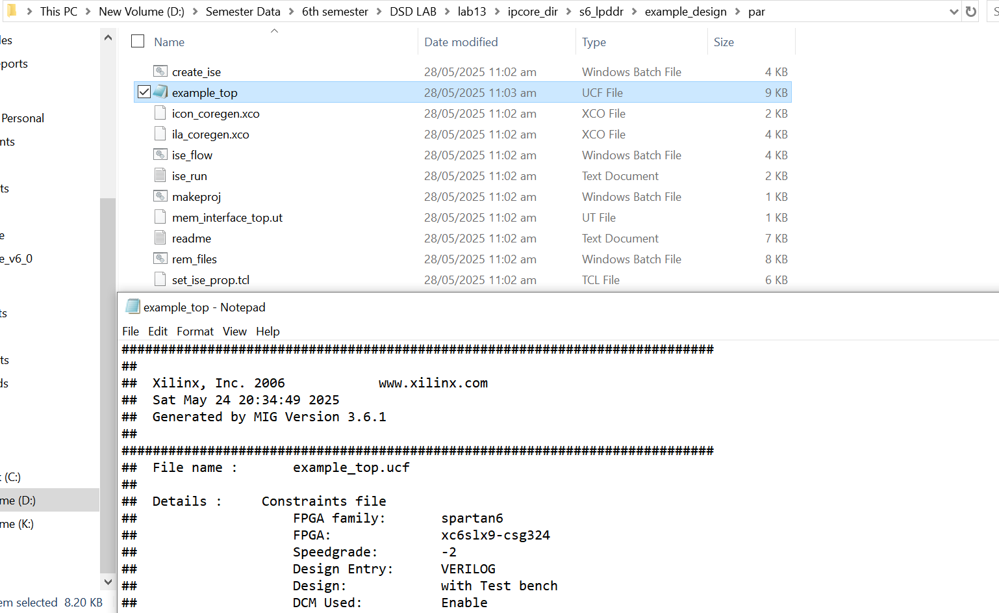 This PC > New Volume (D:) > Semester Data > 6th semester > DSD LAB > lab13 > ipcore_dir > s6_lpddr > example_design > par
Name Date modified Type Size
create_ise 28/05/2025 11:02 am Windows Batch File 4 KB
example_top 28/05/2025 11:03 am UCF File 9 KB
icon_coregen.xco 28/05/2025 11:02 am XCO File 2 KB
ila_coregen.xco 28/05/2025 11:02 am XCO File 4 KB
ise_flow 28/05/2025 11:02 am Windows Batch File 4 KB
ise_run 28/05/2025 11:02 am Text Document 2 KB
makeproj 28/05/2025 11:02 am Windows Batch File 1 KB
mem_interface_top.ut 28/05/2025 11:02 am UT File 1 KB
readme 28/05/2025 11:02 am Text Document 7 KB
rem_files 28/05/2025 11:02 am Windows Batch File 8 KB
set_ise_prop.tcl 28/05/2025 11:02 am TCL File 6 KB
les
ports
Personal
nts
ts
e
e_v6_0
ts
ts
ds
(C:)
me (D:)
me (K:)
em selected 8.20 KB
example_top - Notepad
File Edit Format View Help
############################################################################
##
## Xilinx, Inc. 2006 www.xilinx.com
## Sat May 24 20:34:49 2025
## Generated by MIG Version 3.6.1
##
############################################################################
## File name : example_top.ucf
##
## Details : Constraints file
## FPGA family: spartan6
## FPGA: xc6slx9-csg324
## Speedgrade: -2
## Design Entry: VERILOG
## Design: with Test bench
## DCM Used: Enable